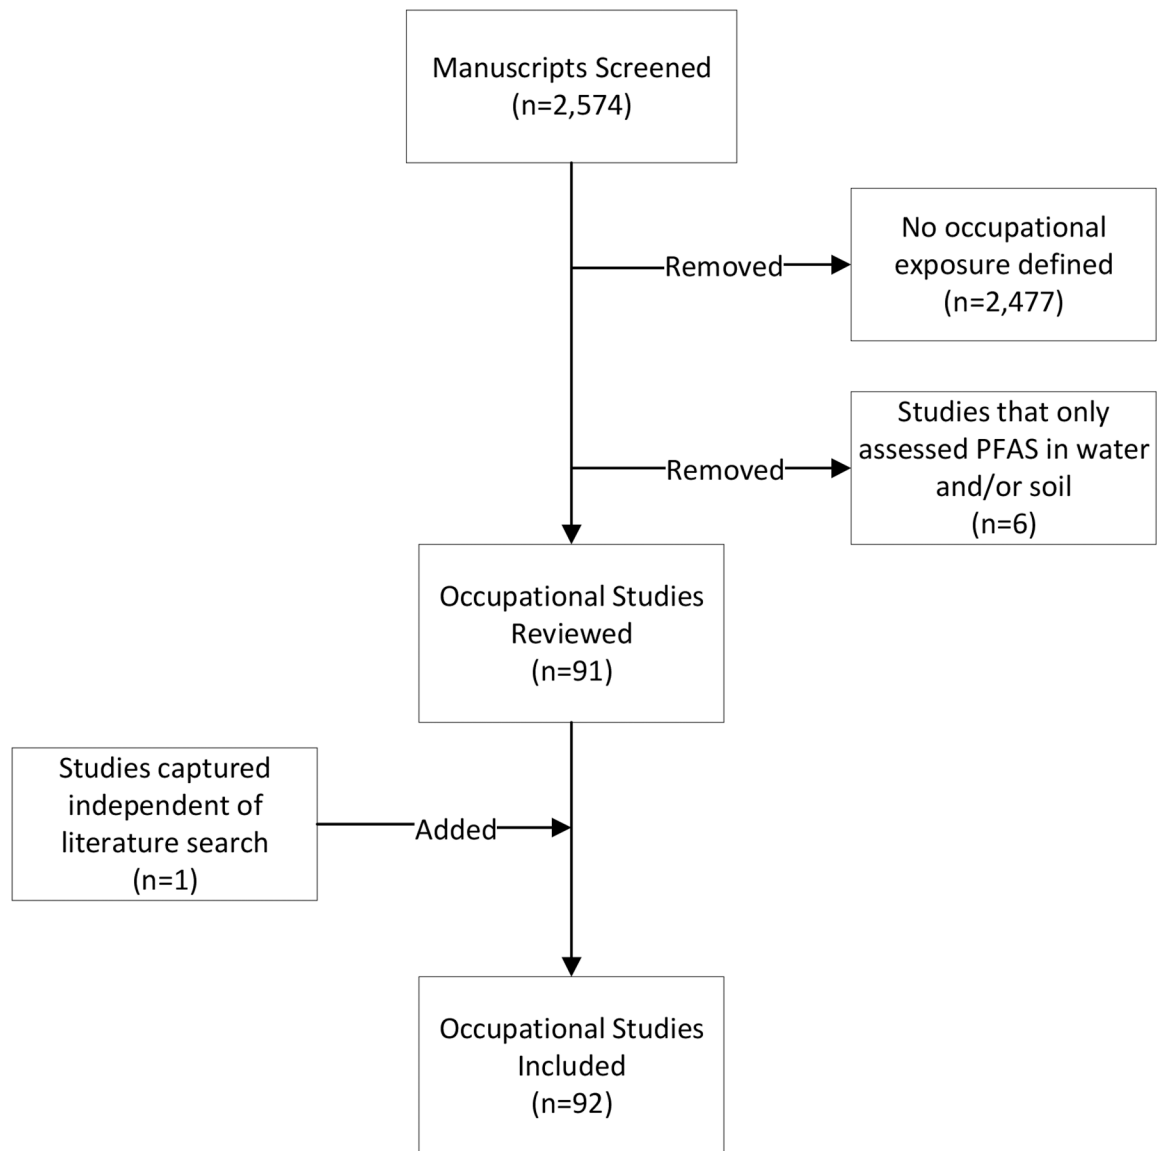 Manuscripts Screened
(n=2,574)
No occupational
exposure defined
(n=2,477)
Removed
Studies that only
assessed PFAS in water
and/or soil
(n=6)
Removed
Occupational Studies
Reviewed
(n=91)
Studies captured
independent of
literature search
(n=1)
Added
Occupational Studies
Included
(n=92)